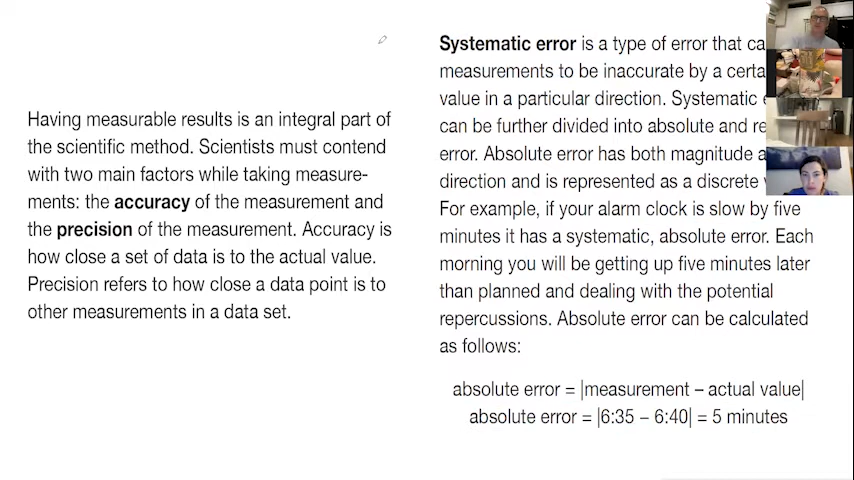 Having measurable results is an integral part of
the scientific method. Scientists must contend
with two main factors while taking measure-
ments: the accuracy of the measurement and
the precision of the measurement. Accuracy is
how close a set of data is to the actual value.
Precision refers to how close a data point is to
other measurements in a data set.
Systematic error is a type of error that
measurements to be inaccurate by a
value in a particular direction. Systematic
can be further divided into absolute and
error. Absolute error has both magnitude
direction and is represented as a discrete
For example, if your alarm clock is slow by five
minutes it has a systematic, absolute error. Each
morning you will be getting up five minutes later
than planned and dealing with the potential
repercussions. Absolute error can be calculated
as follows:
absolute error = |measurement – actual value|
absolute error = |6:35 – 6:40| = 5 minutes